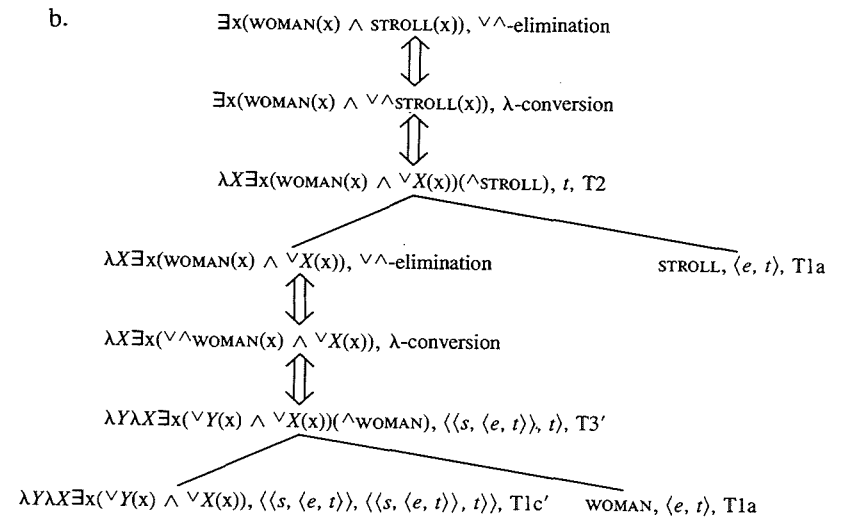 b.
∃x(WOMAN(x) ∧ STROLL(x)), ∨∧-elimination
∃x(WOMAN(x) ∧ ∨∧STROLL(x)), λ-conversion
λX∃x(WOMAN(x) ∧ ∨X(x))(∧STROLL), t, T2
λX∃x(WOMAN(x) ∧ ∨X(x)), ∨∧-elimination STROLL, ⟨e, t⟩, T1a
λX∃x(∨∧WOMAN(x) ∧ ∨X(x)), λ-conversion
λYλX∃x(∨Y(x) ∧ ∨X(x))(∧WOMAN), ⟨⟨s, ⟨e, t⟩⟩, t⟩, T3′
λYλX∃x(∨Y(x) ∧ ∨X(x)), ⟨⟨s, ⟨e, t⟩⟩, ⟨⟨s, ⟨e, t⟩⟩, t⟩⟩, T1c′ WOMAN, ⟨e, t⟩, T1a